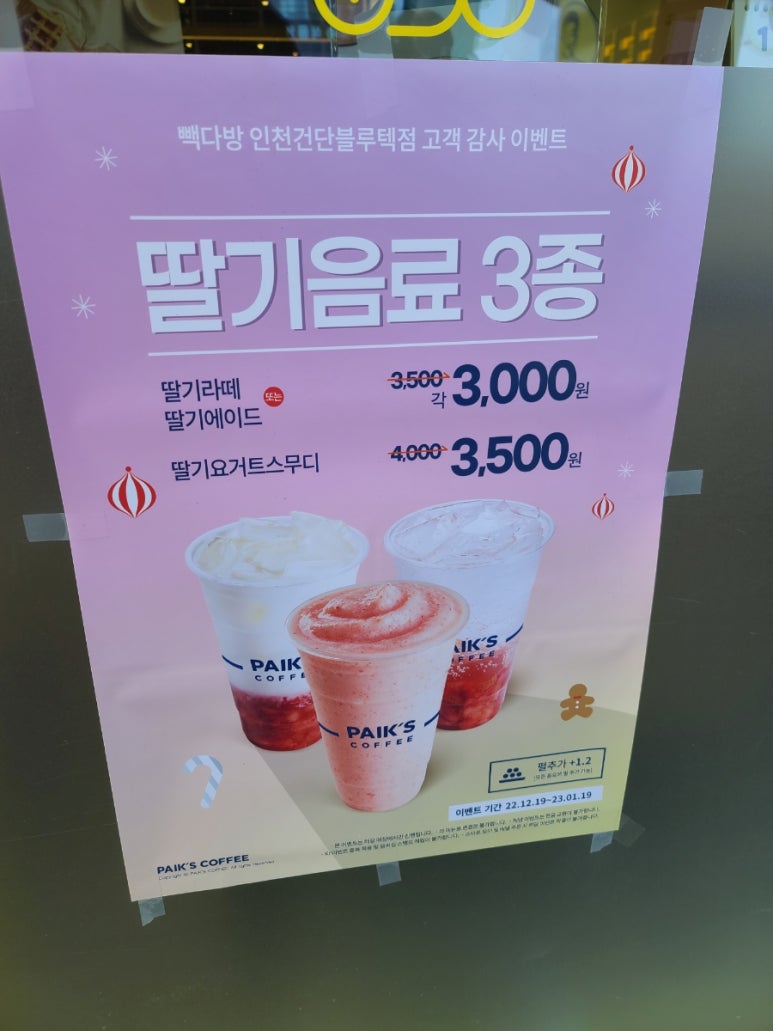 빽다방 인천검단블루텍점 고객 감사 이벤트
딸기음료 3종
딸기라떼 또는
딸기에이드
3,500 각 3,000원
딸기요거트스무디
4,000 3,500원
PAIK'S
COFFEE
PAIK'S
COFFEE
PAIK'S
COFFEE
펄추가 +1.2
이벤트 기간 22.12.19~23.01.19
PAIK'S COFFEE